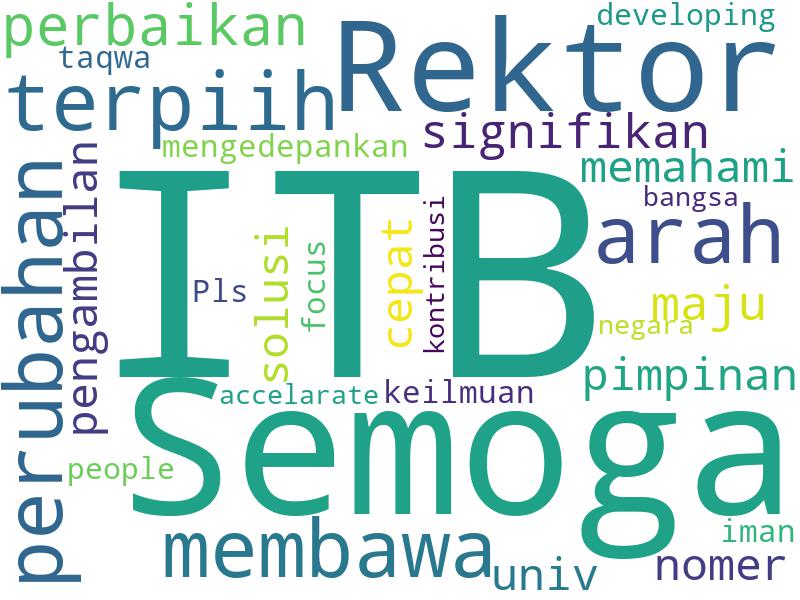 perbaikan
Rektor
developing
taqwa
terpiih
signifikan
mengedepankan
memahami
perubahan
pengambilan
ITB
bangsa
arah
Pls
solusi
focus
cepat
kontribusi
maju
negara
pimpinan
accelarate
keilmuan
Semoga
people
membawa
univ
iman
nomer